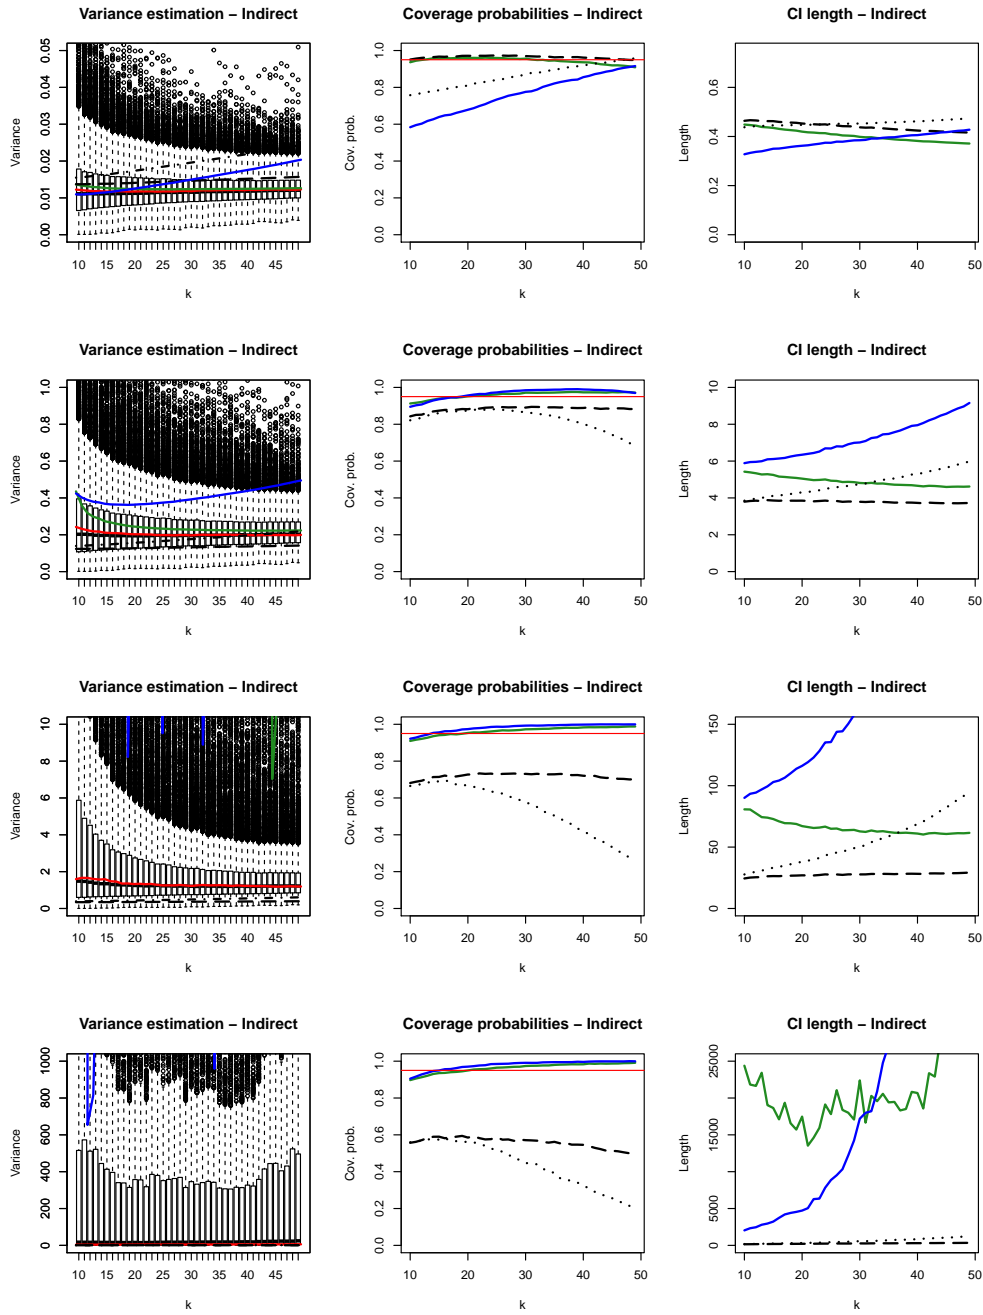 Variance estimation – Indirect
Coverage probabilities – Indirect
CI length – Indirect
Variance
0.00 0.01 0.02 0.03 0.04 0.05
10 15 20 25 30 35 40 45
k
Cov. prob.
0.0 0.2 0.4 0.6 0.8 1.0
10 20 30 40 50
k
Length
0.0 0.2 0.4 0.6
10 20 30 40 50
k
Variance estimation – Indirect
Coverage probabilities – Indirect
CI length – Indirect
Variance
0.0 0.2 0.4 0.6 0.8 1.0
10 15 20 25 30 35 40 45
k
Cov. prob.
0.0 0.2 0.4 0.6 0.8 1.0
10 20 30 40 50
k
Length
0 2 4 6 8 10
10 20 30 40 50
k
Variance estimation – Indirect
Coverage probabilities – Indirect
CI length – Indirect
Variance
0 2 4 6 8 10
10 15 20 25 30 35 40 45
k
Cov. prob.
0.0 0.2 0.4 0.6 0.8 1.0
10 20 30 40 50
k
Length
0 50 100 150
10 20 30 40 50
k
Variance estimation – Indirect
Coverage probabilities – Indirect
CI length – Indirect
Variance
0 200 400 600 800 1000
10 15 20 25 30 35 40 45
k
Cov. prob.
0.0 0.2 0.4 0.6 0.8 1.0
10 20 30 40 50
k
Length
0 5000 15000 25000
10 20 30 40 50
k